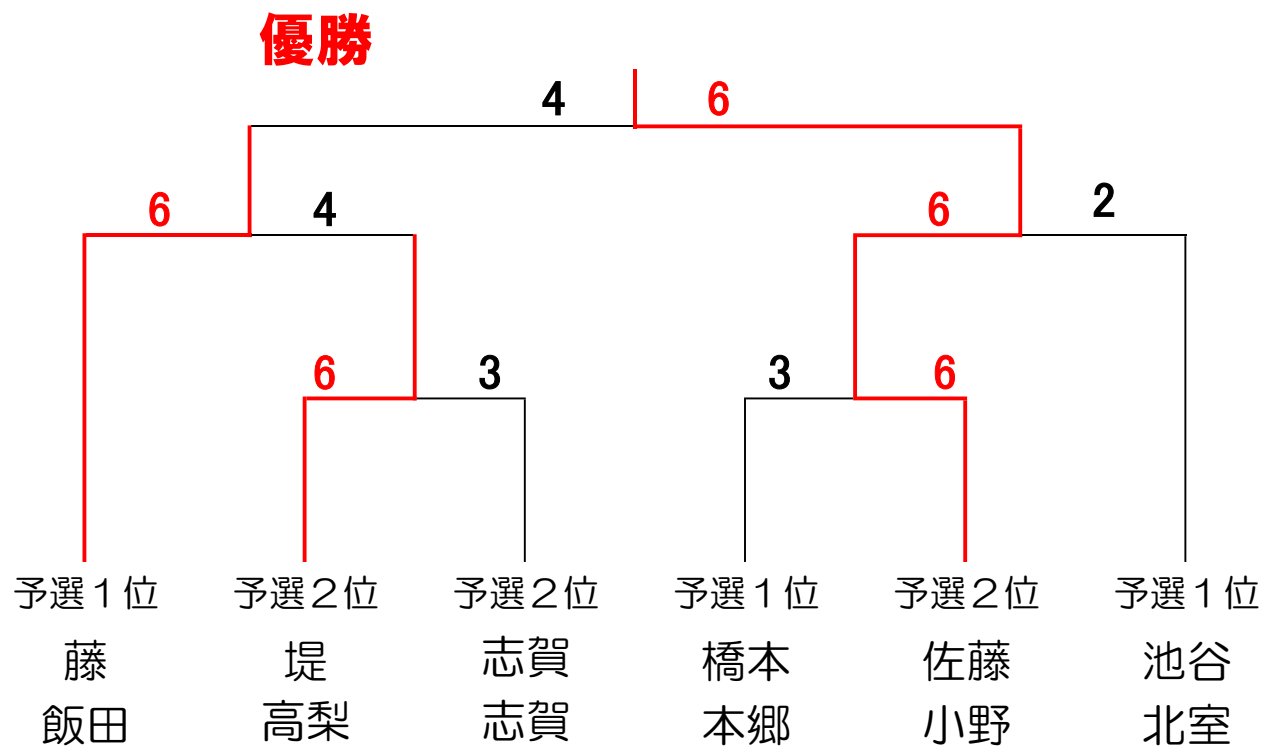 優勝
4 6
6 4 6 2
6 3 3 6
予選１位 予選２位 予選２位 予選１位 予選２位 予選１位
藤 堤 志賀 橋本 佐藤 池谷
飯田 高梨 志賀 本郷 小野 北室